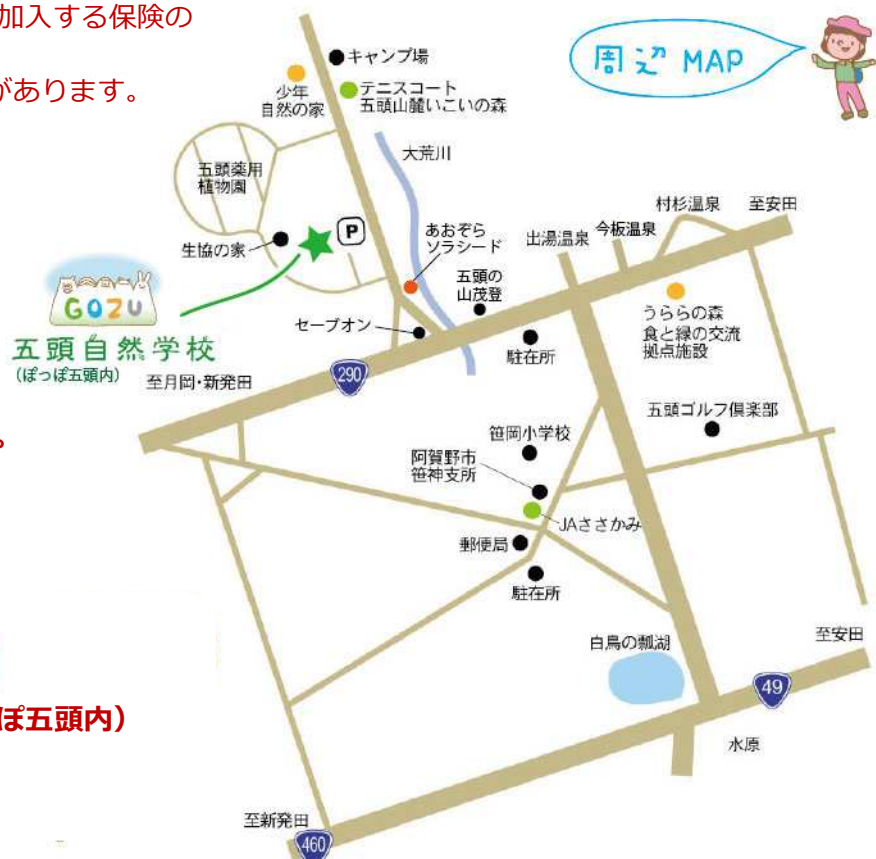 加入する保険の
があります。
周辺 MAP
キャンプ場
少年
自然の家
テニスコート
五頭山麓いこいの森
大荒川
五頭薬用
植物園
P
生協の家
あおぞら
ソラシード
出湯温泉
今板温泉
村杉温泉
至安田
五頭の
山茂登
うららの森
食と緑の交流
拠点施設
GOZU
五頭自然学校
(ぽっぽ五頭内)
セーブオン
駐在所
至月岡・新発田
290
五頭ゴルフ倶楽部
。
笹岡小学校
阿賀野市
笹神支所
JAささかみ
郵便局
駐在所
白鳥の瓢湖
至安田
49
ぽ五頭内）
水原
至新発田
460